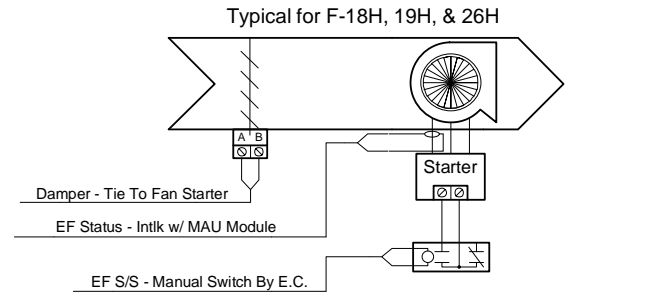 Typical for F-18H, 19H, & 26H
A B
Starter
Damper - Tie To Fan Starter
EF Status - Intlk w/ MAU Module
EF S/S - Manual Switch By E.C.